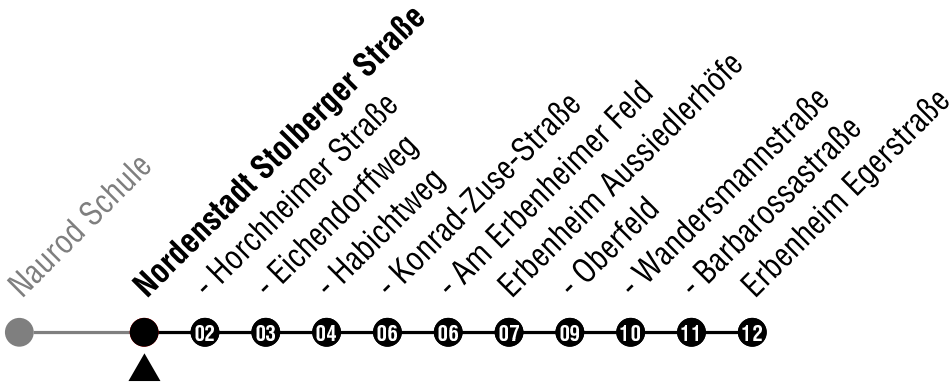 Naurod Schule
Nordenstadt Stolberger Straße
- Horchheimer Straße
- Eichendorffweg
- Habichtweg
- Konrad-Zuse-Straße
- Am Erbenheimer Feld
Erbenheim Aussiedlerhöfe
- Oberfeld
- Wandersmannstraße
- Barbarossastraße
Erbenheim Egerstraße
02 03 04 06 06 07 09 10 11 12